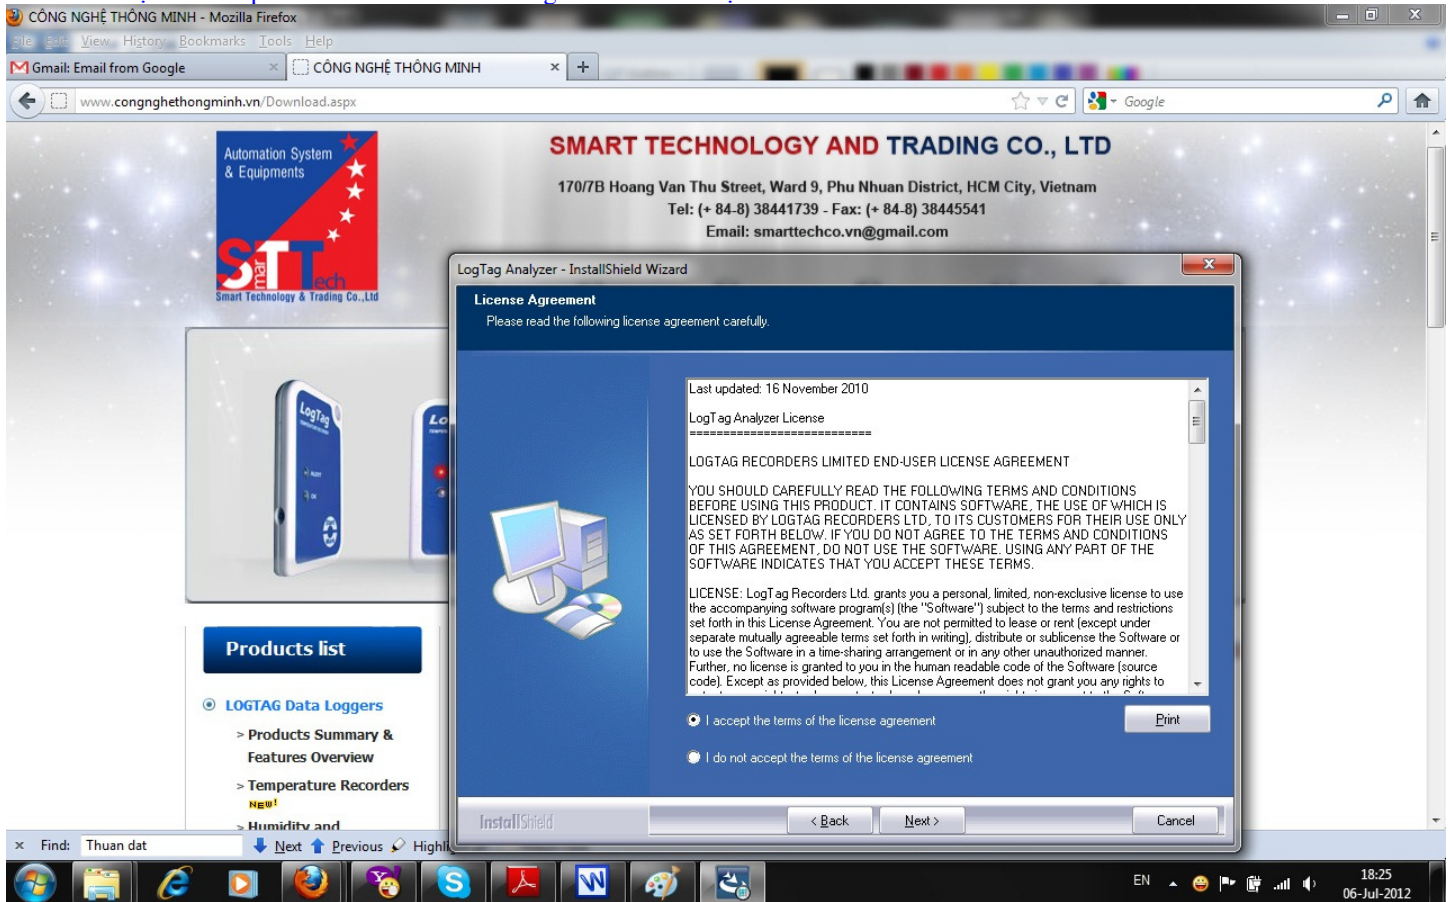 CÔNG NGHỆ THÔNG MINH - Mozilla Firefox
File Edit View History Bookmarks Tools Help
Gmail: Email from Google
CÔNG NGHỆ THÔNG MINH
www.congnghethongminh.vn/Download.aspx
Google
Automation System
& Equipments
STT
Smar
Tech
Smart Technology & Trading Co.,Ltd
SMART TECHNOLOGY AND TRADING CO., LTD
170/7B Hoang Van Thu Street, Ward 9, Phu Nhuan District, HCM City, Vietnam
Tel: (+ 84-8) 38441739 - Fax: (+ 84-8) 38445541
Email: smarttechco.vn@gmail.com
LogTag
Lo
Products list
LOGTAG Data Loggers
> Products Summary &
Features Overview
> Temperature Recorders
NEW!
> Humidity and
LogTag Analyzer - InstallShield Wizard
License Agreement
Please read the following license agreement carefully.
Last updated: 16 November 2010
LogTag Analyzer License
===========================
LOGTAG RECORDERS LIMITED END-USER LICENSE AGREEMENT
YOU SHOULD CAREFULLY READ THE FOLLOWING TERMS AND CONDITIONS
BEFORE USING THIS PRODUCT. IT CONTAINS SOFTWARE, THE USE OF WHICH IS
LICENSED BY LOGTAG RECORDERS LTD, TO ITS CUSTOMERS FOR THEIR USE ONLY
AS SET FORTH BELOW. IF YOU DO NOT AGREE TO THE TERMS AND CONDITIONS
OF THIS AGREEMENT, DO NOT USE THE SOFTWARE. USING ANY PART OF THE
SOFTWARE INDICATES THAT YOU ACCEPT THESE TERMS.
LICENSE: LogTag Recorders Ltd. grants you a personal, limited, non-exclusive license to use
the accompanying software program(s) (the "Software") subject to the terms and restrictions
set forth in this License Agreement. You are not permitted to lease or rent (except under
separate mutually agreeable terms set forth in writing), distribute or sublicense the Software or
to use the Software in a time-sharing arrangement or in any other unauthorized manner.
Further, no license is granted to you in the human readable code of the Software (source
code). Except as provided below, this License Agreement does not grant you any rights to
I accept the terms of the license agreement
Print
I do not accept the terms of the license agreement
InstallShield
< Back
Next >
Cancel
x Find: Thuan dat Next Previous Highl
EN
18:25
06-Jul-2012